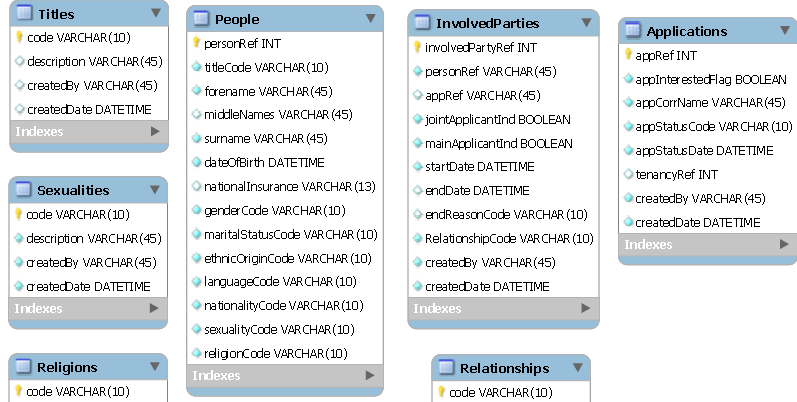 Titles
code VARCHAR(10)
description VARCHAR(45)
createdBy VARCHAR(45)
createdDate DATETIME
Indexes
Sexualities
code VARCHAR(10)
description VARCHAR(45)
createdBy VARCHAR(45)
createdDate DATETIME
Indexes
Religions
code VARCHAR(10)
People
personRef INT
titleCode VARCHAR(10)
forename VARCHAR(45)
middleNames VARCHAR(45)
surname VARCHAR(45)
dateOfBirth DATETIME
nationalInsurance VARCHAR(13)
genderCode VARCHAR(10)
maritalStatusCode VARCHAR(10)
ethnicOriginCode VARCHAR(10)
languageCode VARCHAR(10)
nationalityCode VARCHAR(10)
sexualityCode VARCHAR(10)
religionCode VARCHAR(10)
Indexes
InvolvedParties
involvedPartyRef INT
personRef VARCHAR(45)
appRef VARCHAR(45)
jointApplicantInd BOOLEAN
mainApplicantInd BOOLEAN
startDate DATETIME
endDate DATETIME
endReasonCode VARCHAR(10)
RelationshipCode VARCHAR(10)
createdBy VARCHAR(45)
createdDate DATETIME
Indexes
Relationships
code VARCHAR(10)
Applications
appRef INT
appInterestedFlag BOOLEAN
appCorrName VARCHAR(45)
appStatusCode VARCHAR(10)
appStatusDate DATETIME
tenancyRef INT
createdBy VARCHAR(45)
createdDate DATETIME
Indexes